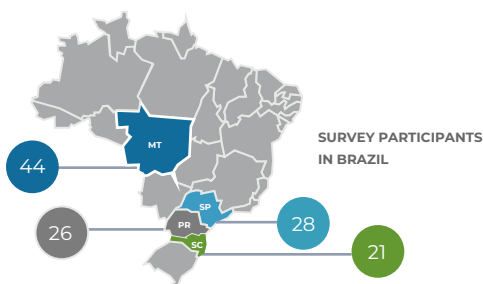 MT
SURVEY PARTICIPANTS
IN BRAZIL
44
SP
28
26
PR
SC
21